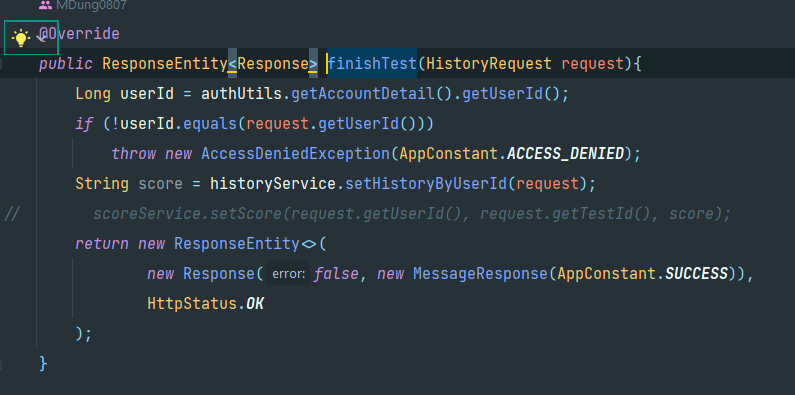 MDung0807
@Override
public ResponseEntity<Response> finishTest(HistoryRequest request){
Long userId = authUtils.getAccountDetail().getUserId();
if (!userId.equals(request.getUserId()))
throw new AccessDeniedException(AppConstant.ACCESS_DENIED);
String score = historyService.setHistoryByUserId(request);
// scoreService.setScore(request.getUserId(), request.getTestId(), score);
return new ResponseEntity<>(
new Response( error: false, new MessageResponse(AppConstant.SUCCESS)),
HttpStatus.OK
);
}